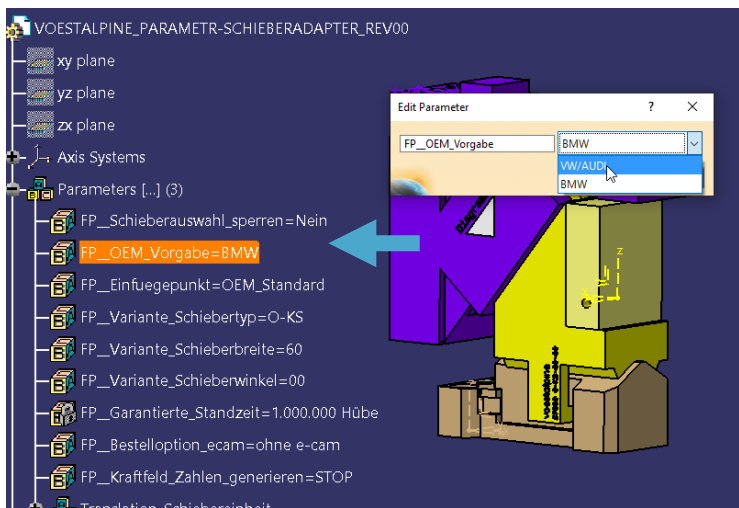 VOESTALPINE_PARAMETR-SCHIEBERADAPTER_REV00
xy plane
yz plane
zx plane
Axis Systems
Parameters [...] (3)
FP__Schieberauswahl_sperren=Nein
FP__OEM_Vorgabe=BMW
FP__Einfuegepunkt=OEM_Standard
FP__Variante_Schiebertyp=O-KS
FP__Variante_Schieberbreite=60
FP__Variante_Schieberwinkel=00
FP__Garantierte_Standzeit=1.000.000 Hübe
FP__Bestelloption_ecam=ohne e-cam
FP__Kraftfeld_Zahlen_generieren=STOP
Translation_Schiebereinheit
Edit Parameter
?
FP__OEM_Vorgabe
BMW
VW/AUDI
BMW
z
voestalpine